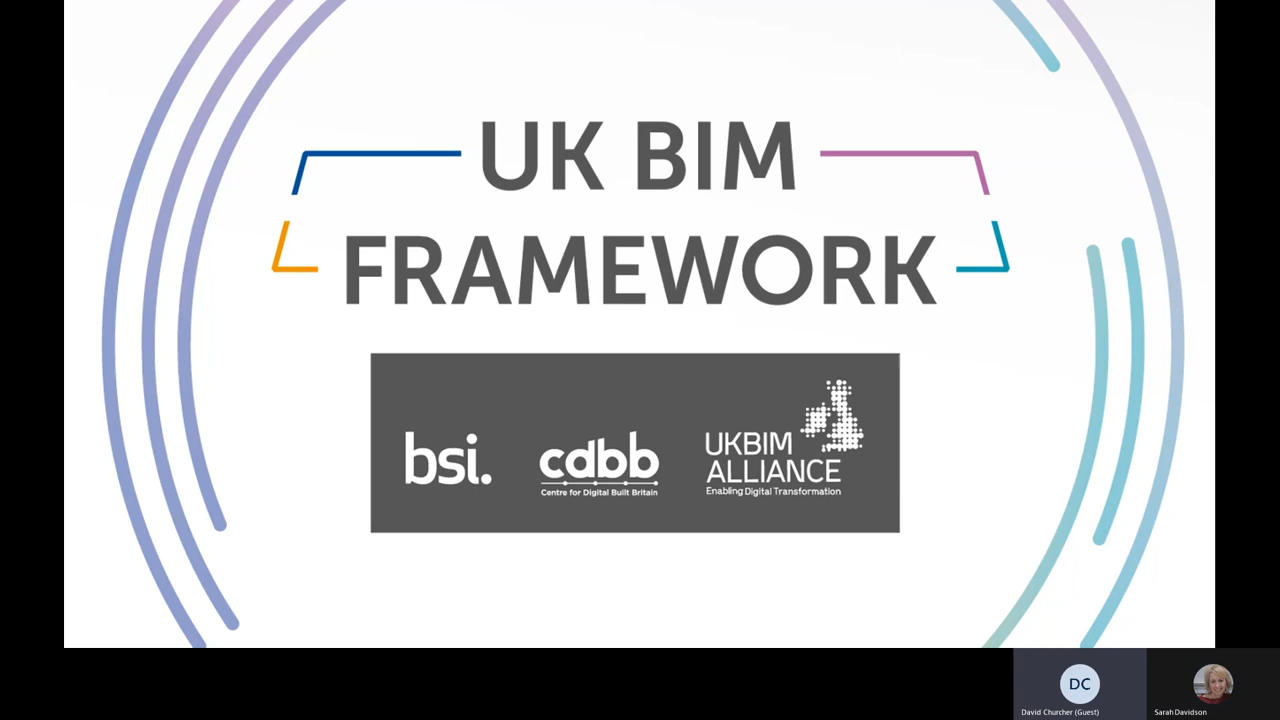 UK BIM
FRAMEWORK
bsi.
cdbb
Centre for Digital Built Britain
UKBIM
ALLIANCE
Enabling Digital Transformation
DC
David Churcher (Guest)
Sarah Davidson